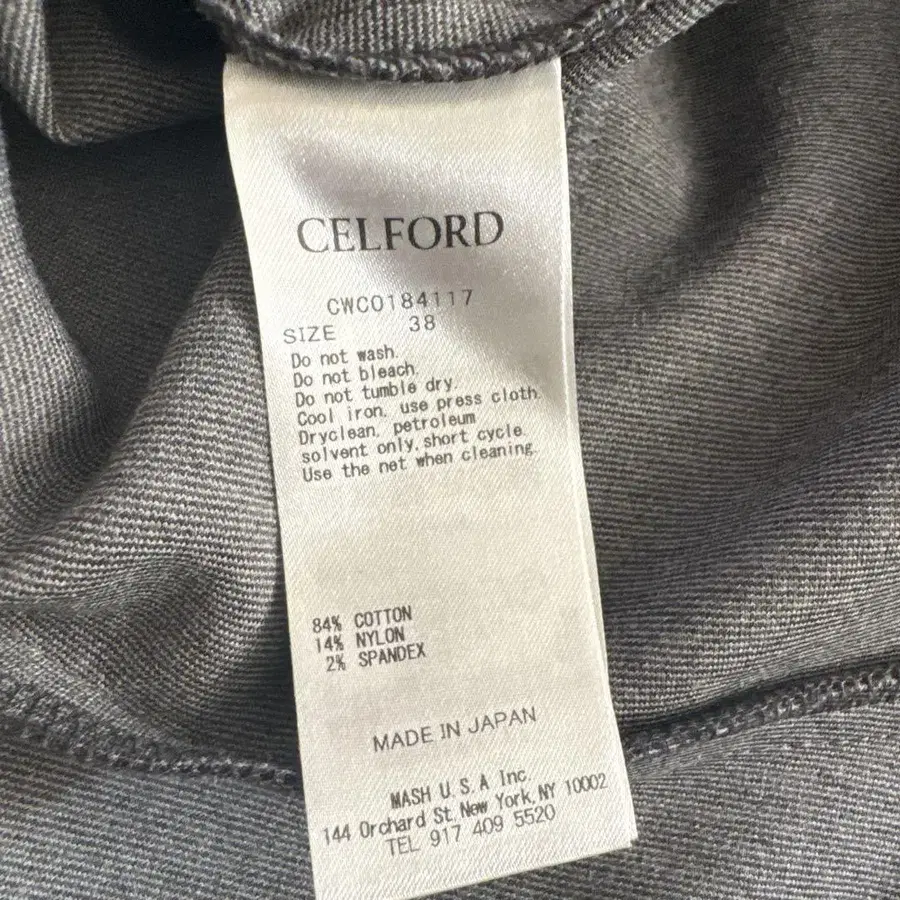 CELFORD
CWCO184117
SIZE 38
Do not wash.
Do not bleach.
Do not tumble dry.
Cool iron. use press cloth.
Dryclean, petroleum
solvent only, short cycle.
Use the net when cleaning.
84% COTTON
14% NYLON
2% SPANDEX
MADE IN JAPAN
MASH U.S.A Inc.
144 Orchard St, New York, NY 10002
TEL 917 409 5520